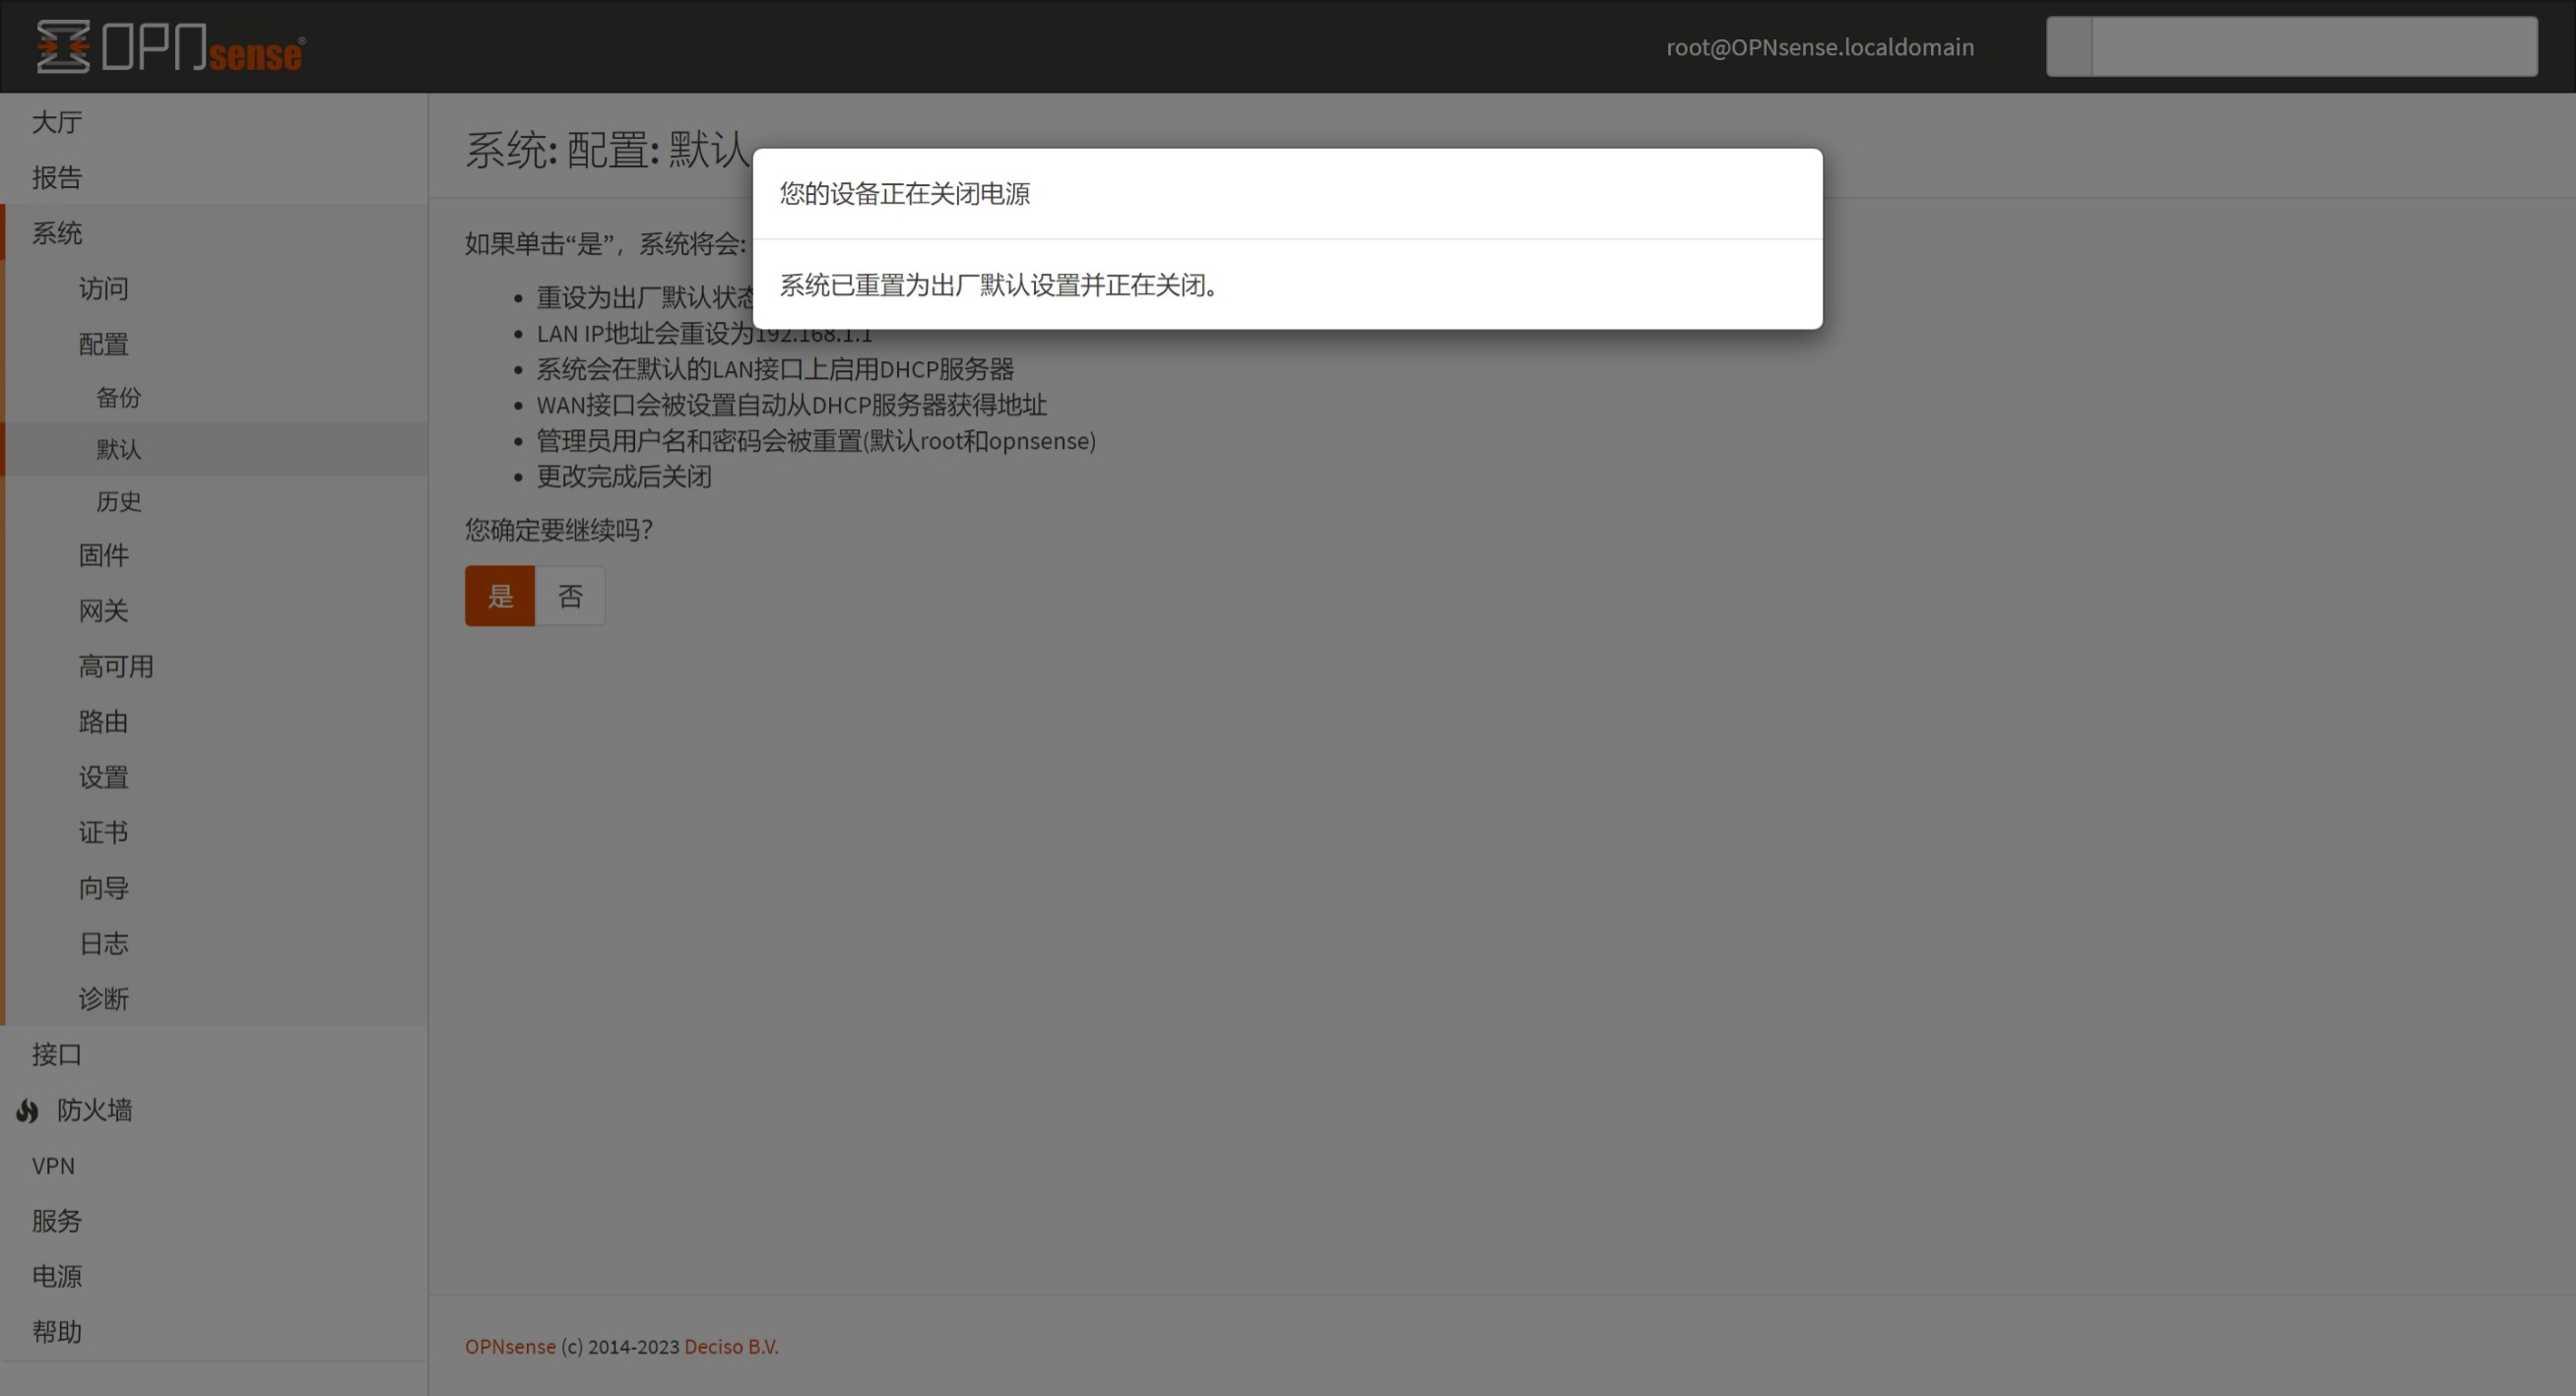 OPNsense®
root@OPNsense.localdomain
大厅
报告
系统
访问
配置
备份
默认
历史
固件
网关
高可用
路由
设置
证书
向导
日志
诊断
接口
防火墙
VPN
服务
电源
帮助
系统: 配置: 默认
您的设备正在关闭电源
系统已重置为出厂默认设置并正在关闭。
如果单击“是”，系统将会:
重设为出厂默认状态
LAN IP地址会重设为192.168.1.1
系统会在默认的LAN接口上启用DHCP服务器
WAN接口会被设置自动从DHCP服务器获得地址
管理员用户名和密码会被重置(默认root和opnsense)
更改完成后关闭
您确定要继续吗?
是 否
OPNsense (c) 2014-2023 Deciso B.V.